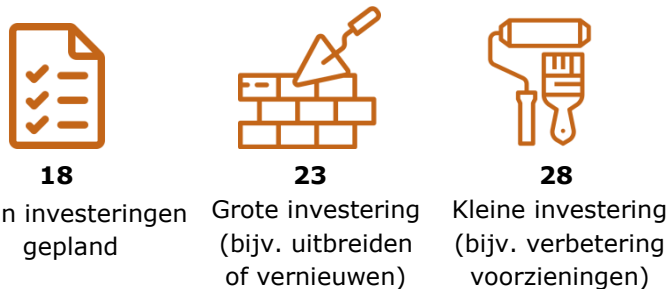 18
23
28
n investeringen
gepland
Grote investering
(bijv. uitbreiden
of vernieuwen)
Kleine investering
(bijv. verbetering
voorzieningen)